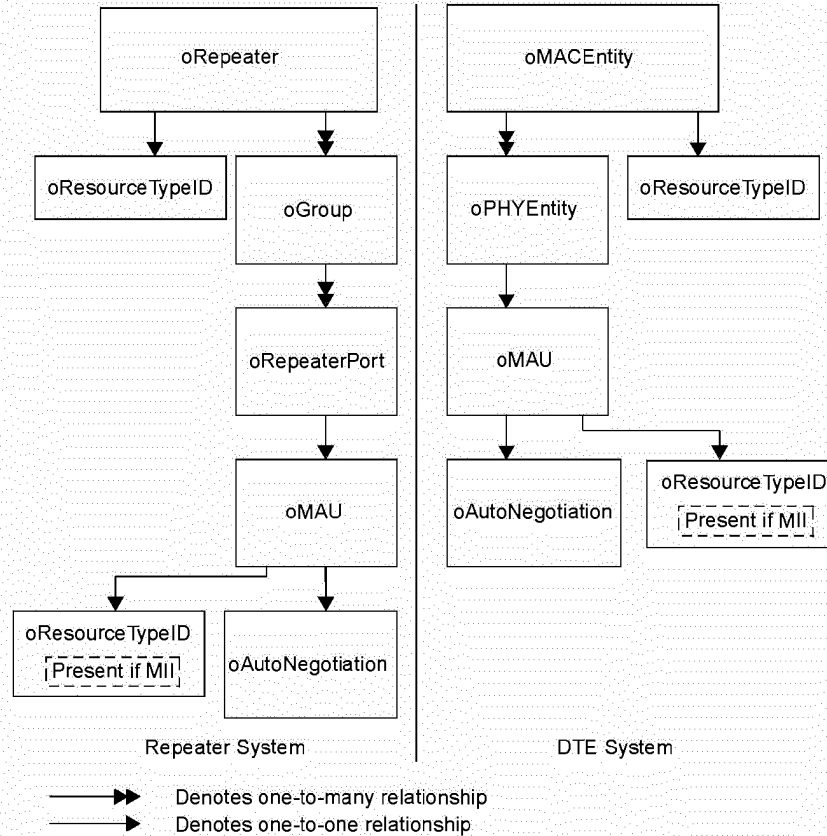 oRepeater
oMACEntity
oResourceTypeID
oGroup
oPHYEntity
oResourceTypeID
oRepeaterPort
oMAU
oMAU
oAutoNegotiation
oResourceTypeID
Present if MII
oResourceTypeID
Present if MII
oAutoNegotiation
Repeater System
DTE System
Denotes one-to-many relationship
Denotes one-to-one relationship